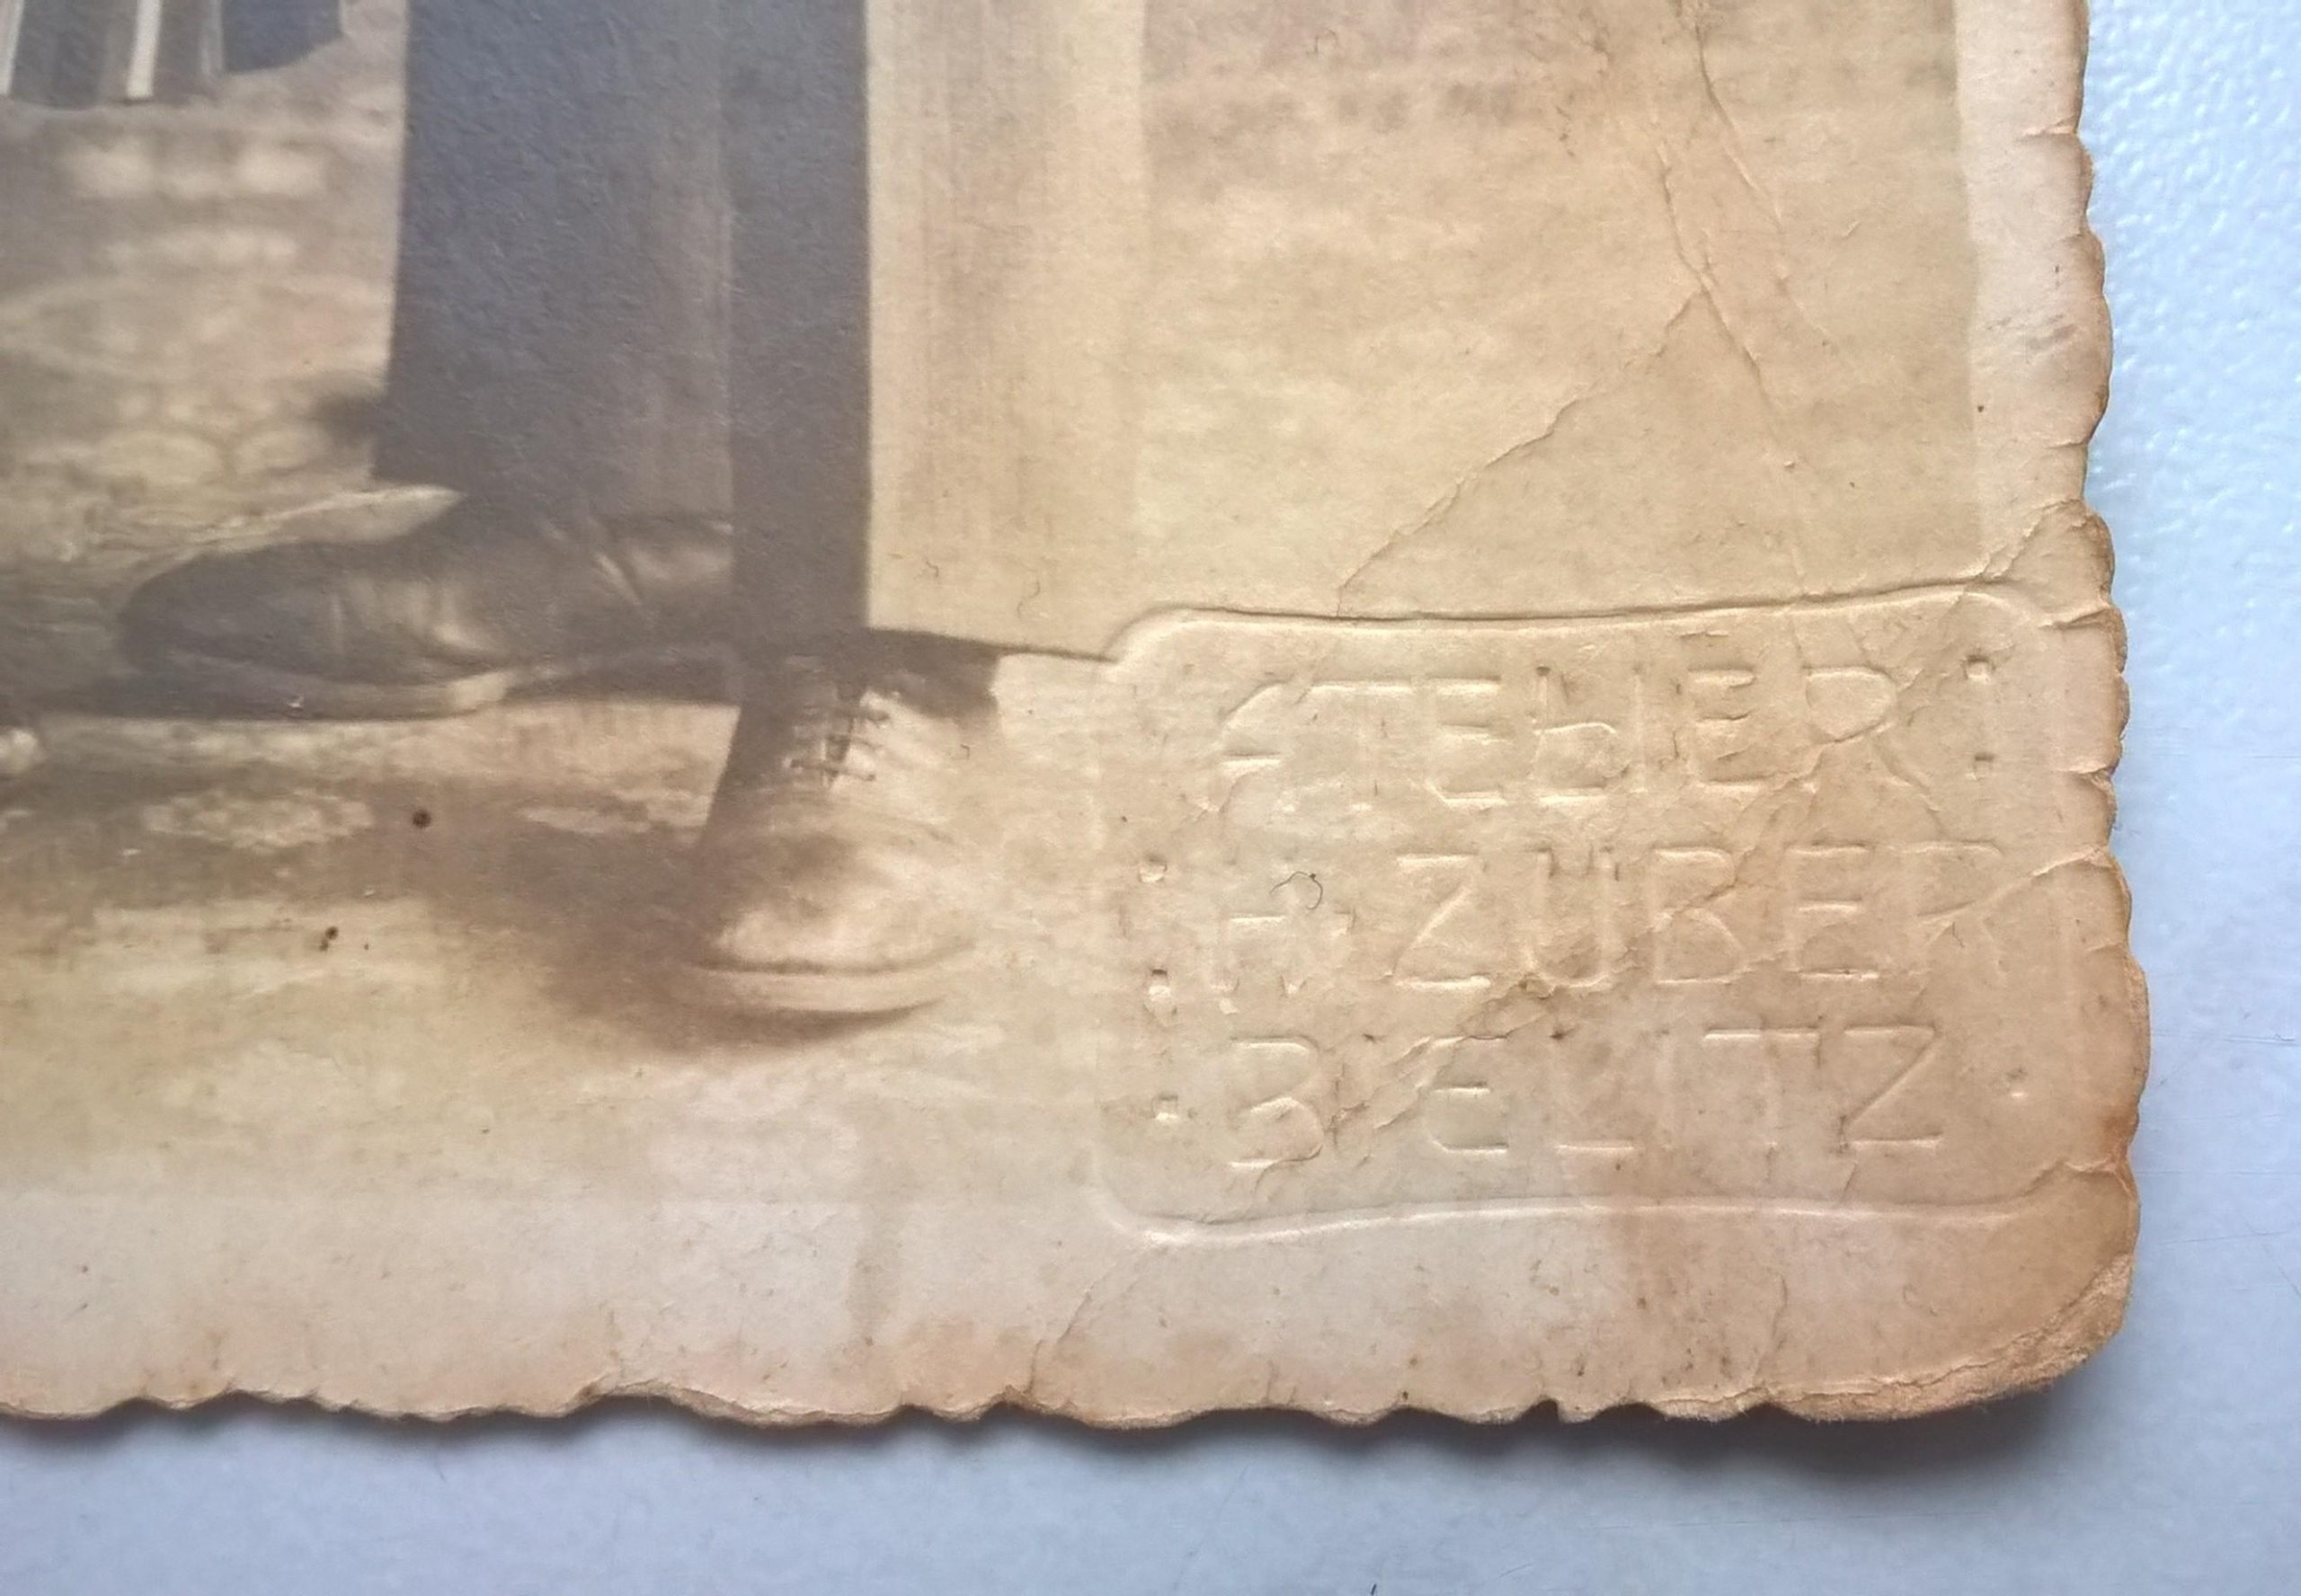 ATELIER:
: A. ZUBER
: BIELITZ.